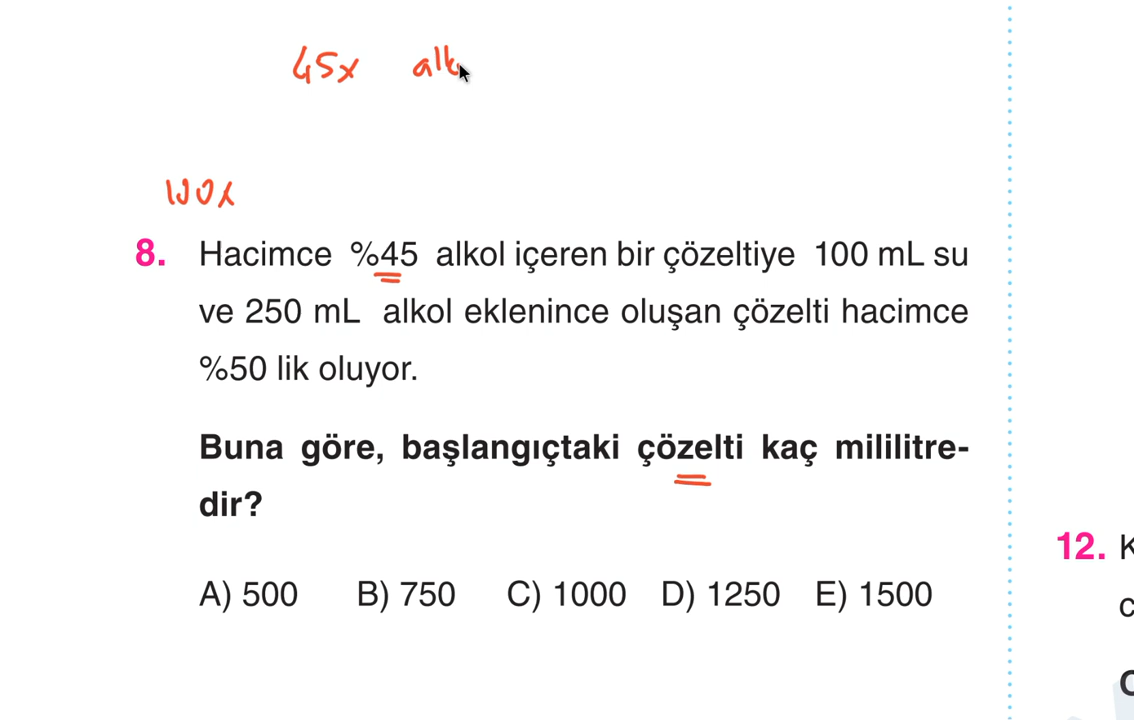 45x alk
100x
8. Hacimce %45 alkol içeren bir çözeltiye 100 mL su
ve 250 mL alkol eklenince oluşan çözelti hacimce
%50 lik oluyor.
Buna göre, başlangıçtaki çözelti kaç mililitre-
dir?
A) 500 B) 750 C) 1000 D) 1250 E) 1500
12.